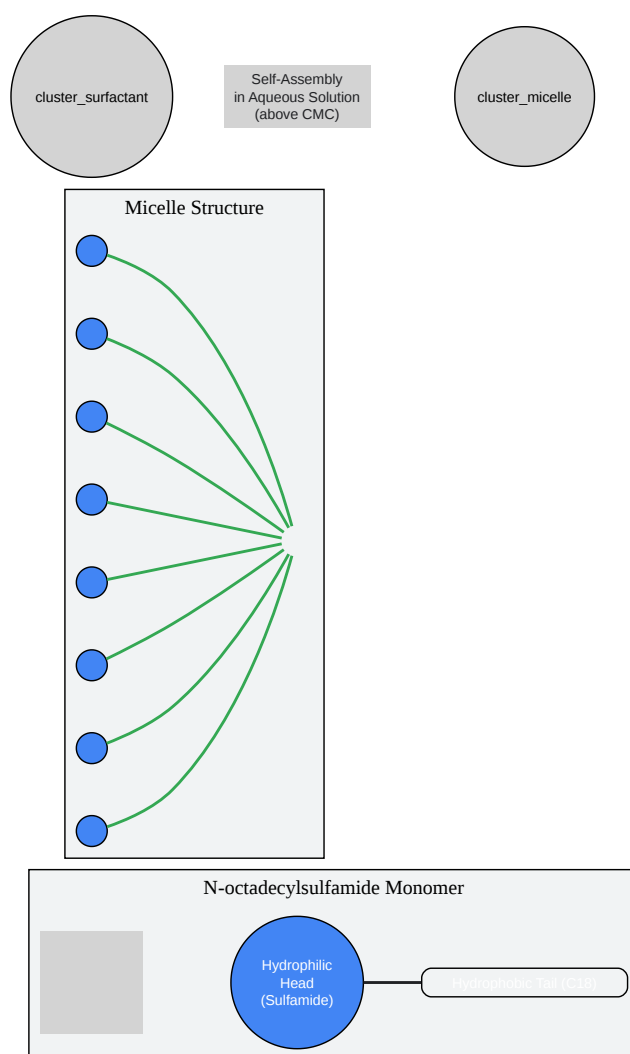 cluster_surfactant
Self-Assembly
in Aqueous Solution
(above CMC)
cluster_micelle
Micelle Structure
N-octadecylsulfamide Monomer
Hydrophilic
Head
(Sulfamide)
Hydrophobic Tail (C18)